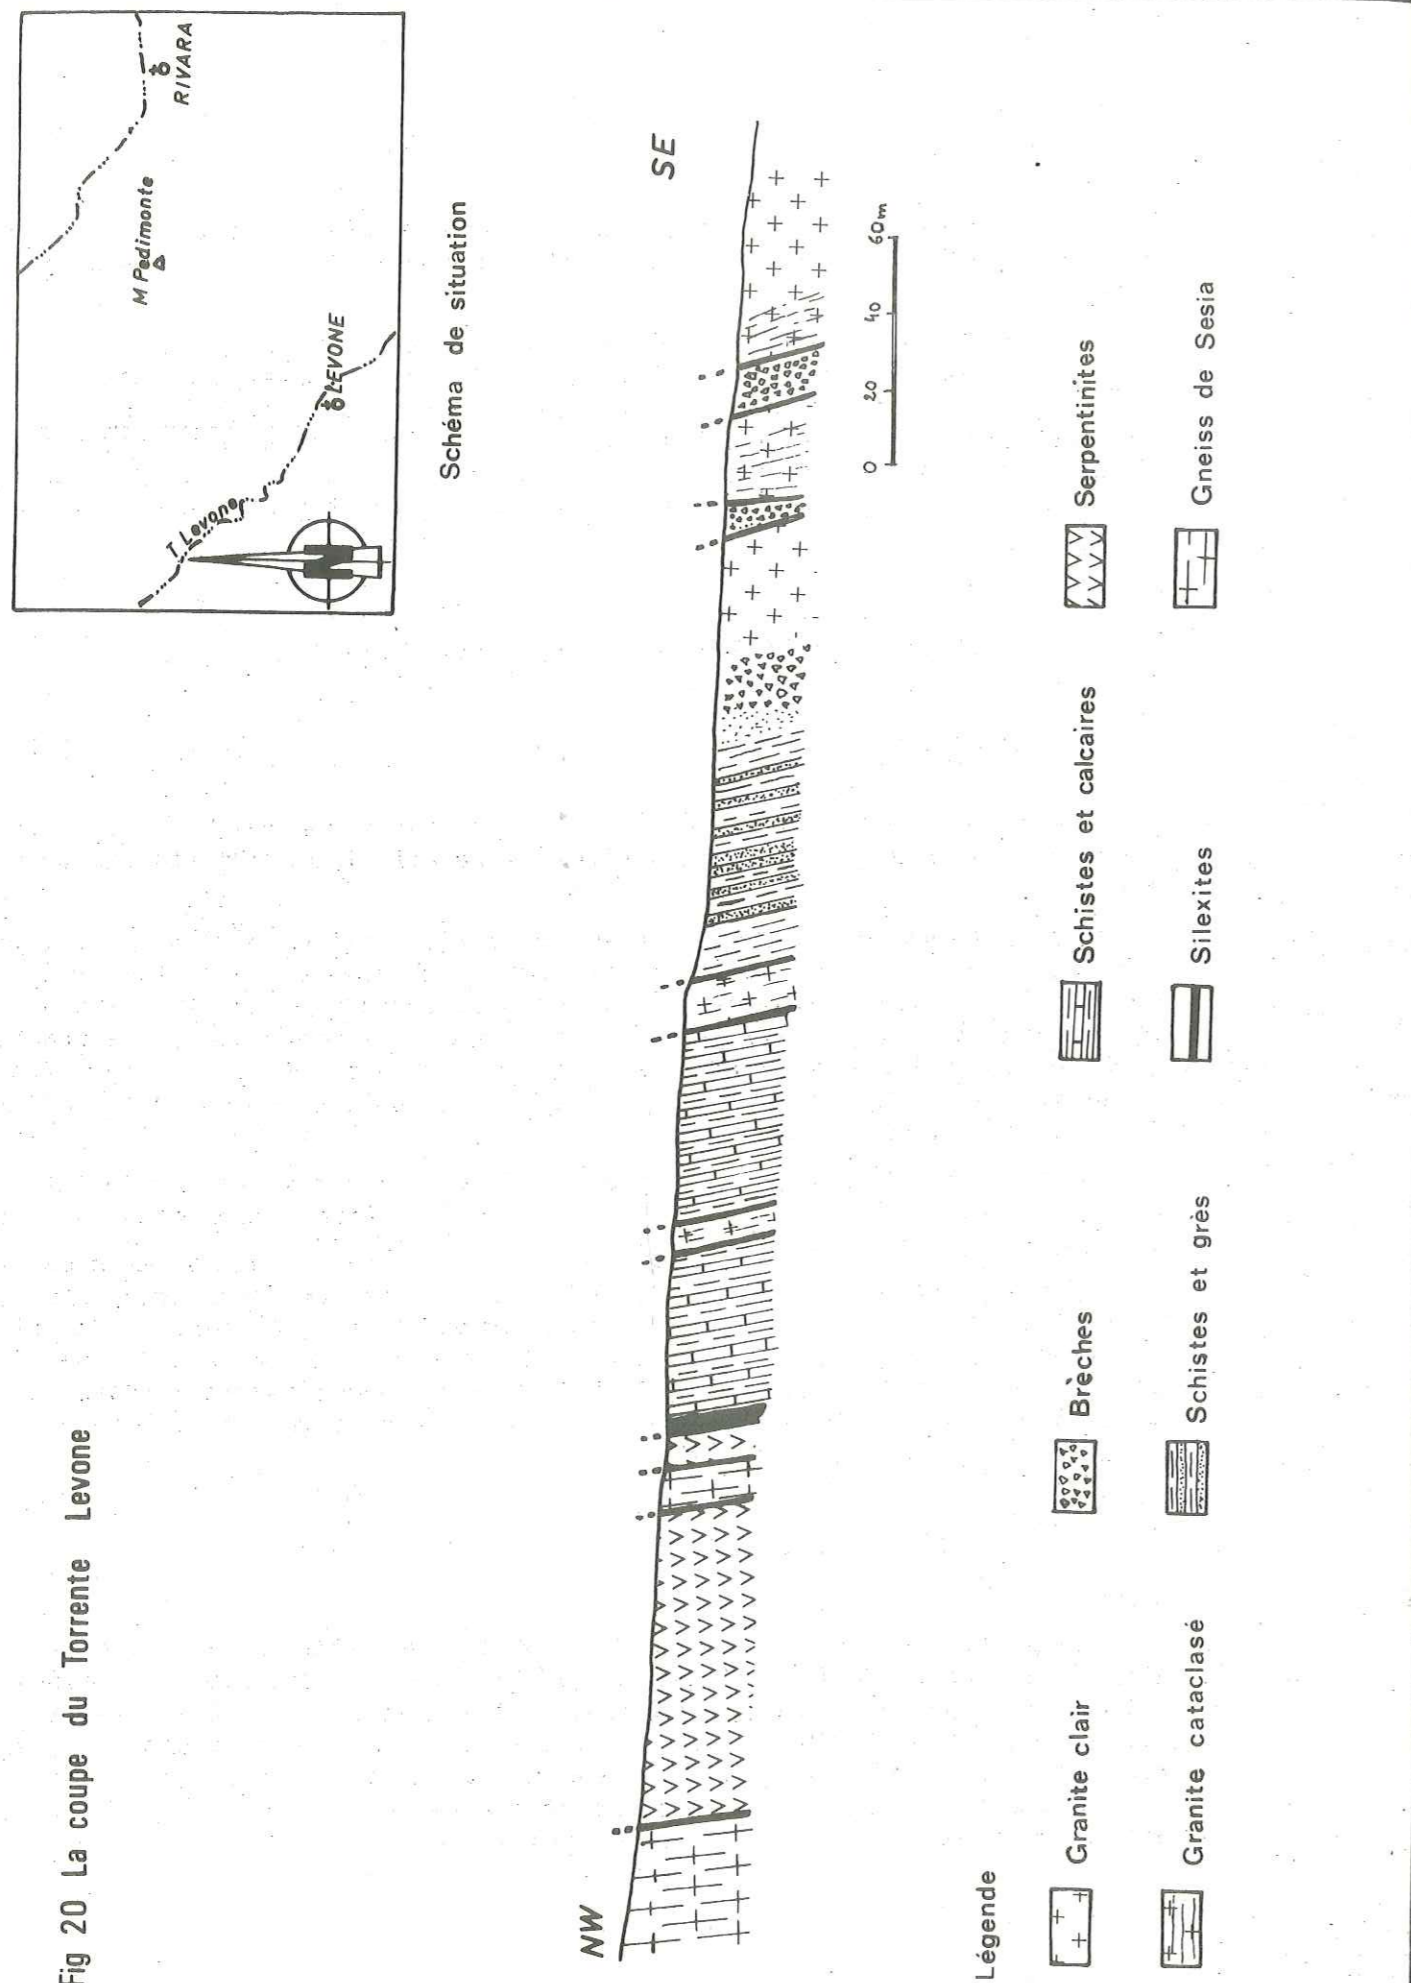 Fig 20 La coupe du Torrente Levone
RIVARA
M Pedimonte
T Levone
LEVONE
N
Schéma de situation
NW
SE
0 20 40 60m
Légende
Granite clair
Brèches
Schistes et calcaires
Serpentinites
Granite cataclasé
Schistes et grès
Silexites
Gneiss de Sesia